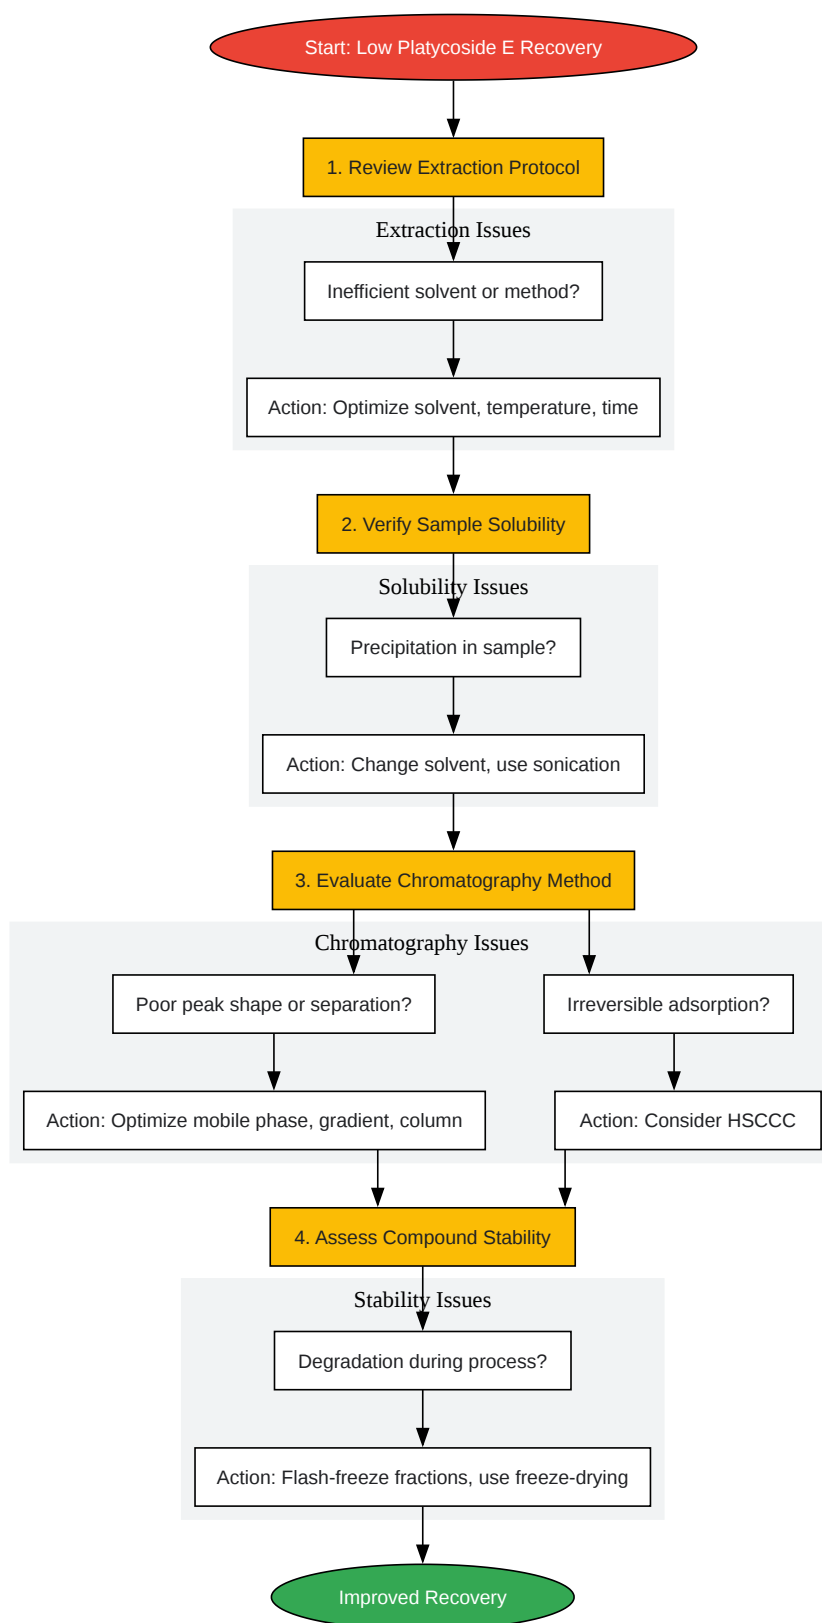 Start: Low Platycoside E Recovery
1. Review Extraction Protocol
Extraction Issues
Inefficient solvent or method?
Action: Optimize solvent, temperature, time
2. Verify Sample Solubility
Solubility Issues
Precipitation in sample?
Action: Change solvent, use sonication
3. Evaluate Chromatography Method
Chromatography Issues
Poor peak shape or separation?
Irreversible adsorption?
Action: Optimize mobile phase, gradient, column
Action: Consider HSCCC
4. Assess Compound Stability
Stability Issues
Degradation during process?
Action: Flash-freeze fractions, use freeze-drying
Improved Recovery